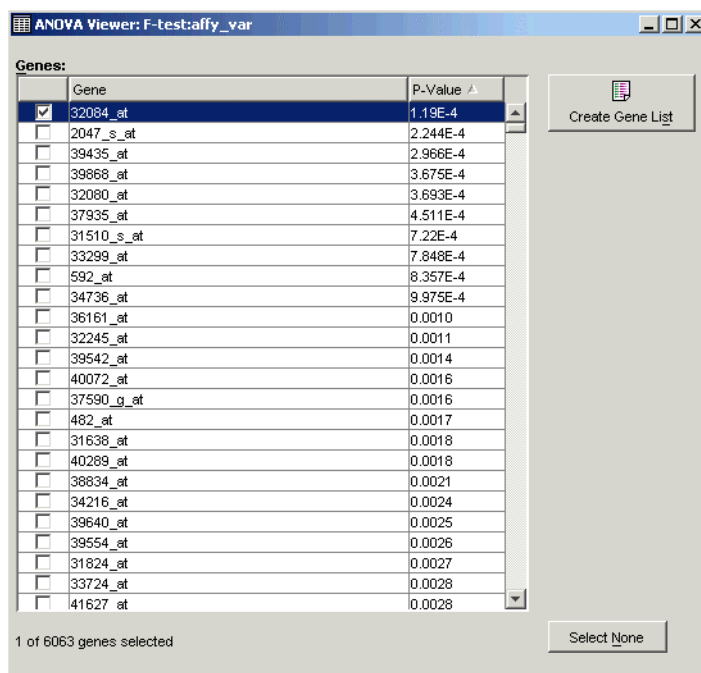 ANOVA Viewer: F-test:affy_var
Genes:
Gene P-Value
32084_at 1.19E-4
2047_s_at 2.244E-4
39435_at 2.966E-4
39868_at 3.675E-4
32080_at 3.693E-4
37935_at 4.511E-4
31510_s_at 7.22E-4
33299_at 7.848E-4
592_at 8.357E-4
34736_at 9.975E-4
36161_at 0.0010
32245_at 0.0011
39542_at 0.0014
40072_at 0.0016
37590_g_at 0.0016
482_at 0.0017
31638_at 0.0018
40289_at 0.0018
38834_at 0.0021
34216_at 0.0024
39640_at 0.0025
39554_at 0.0026
31824_at 0.0027
33724_at 0.0028
41627_at 0.0028
Create Gene List
1 of 6063 genes selected
Select None